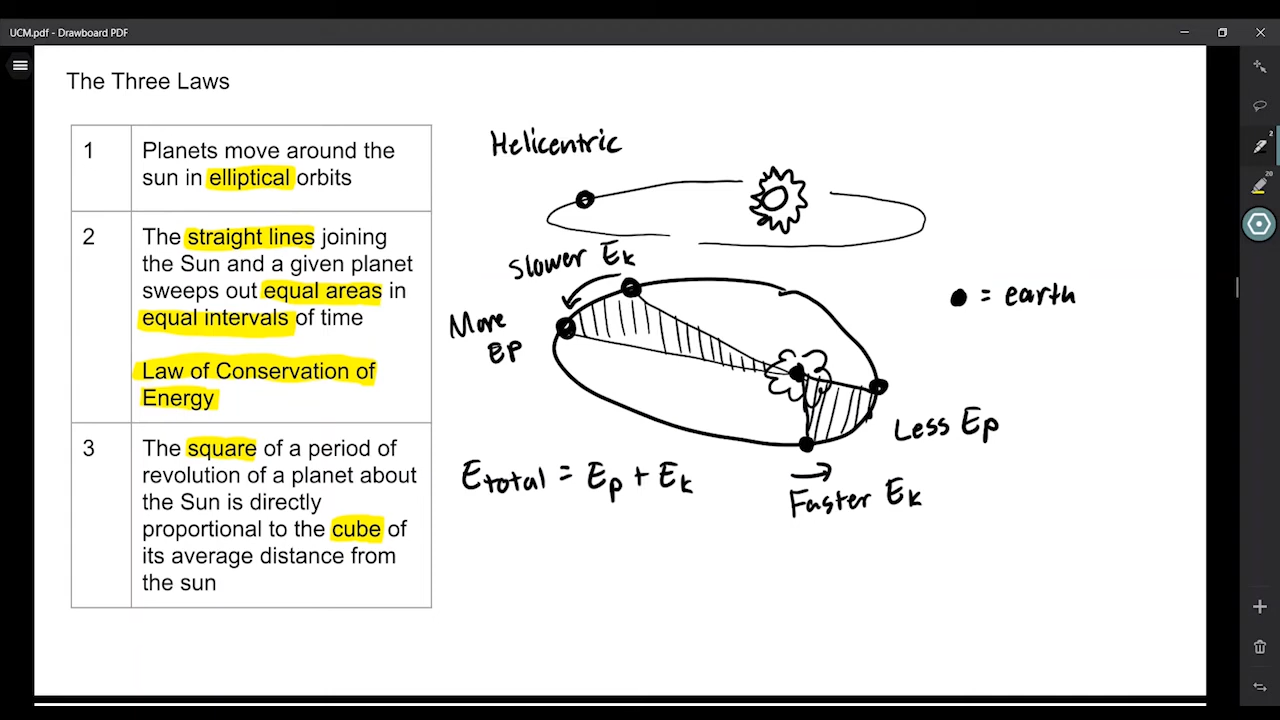 UCM.pdf - Drawboard PDF
The Three Laws
1
Planets move around the
sun in elliptical orbits
2
The straight lines joining
the Sun and a given planet
sweeps out equal areas in
equal intervals of time
Law of Conservation of
Energy
3
The square of a period of
revolution of a planet about
the Sun is directly
proportional to the cube of
its average distance from
the sun
Helicentric
Slower Ek
More
Ep
= earth
Less Ep
Etotal = Ep + Ek
Faster Ek
2
20